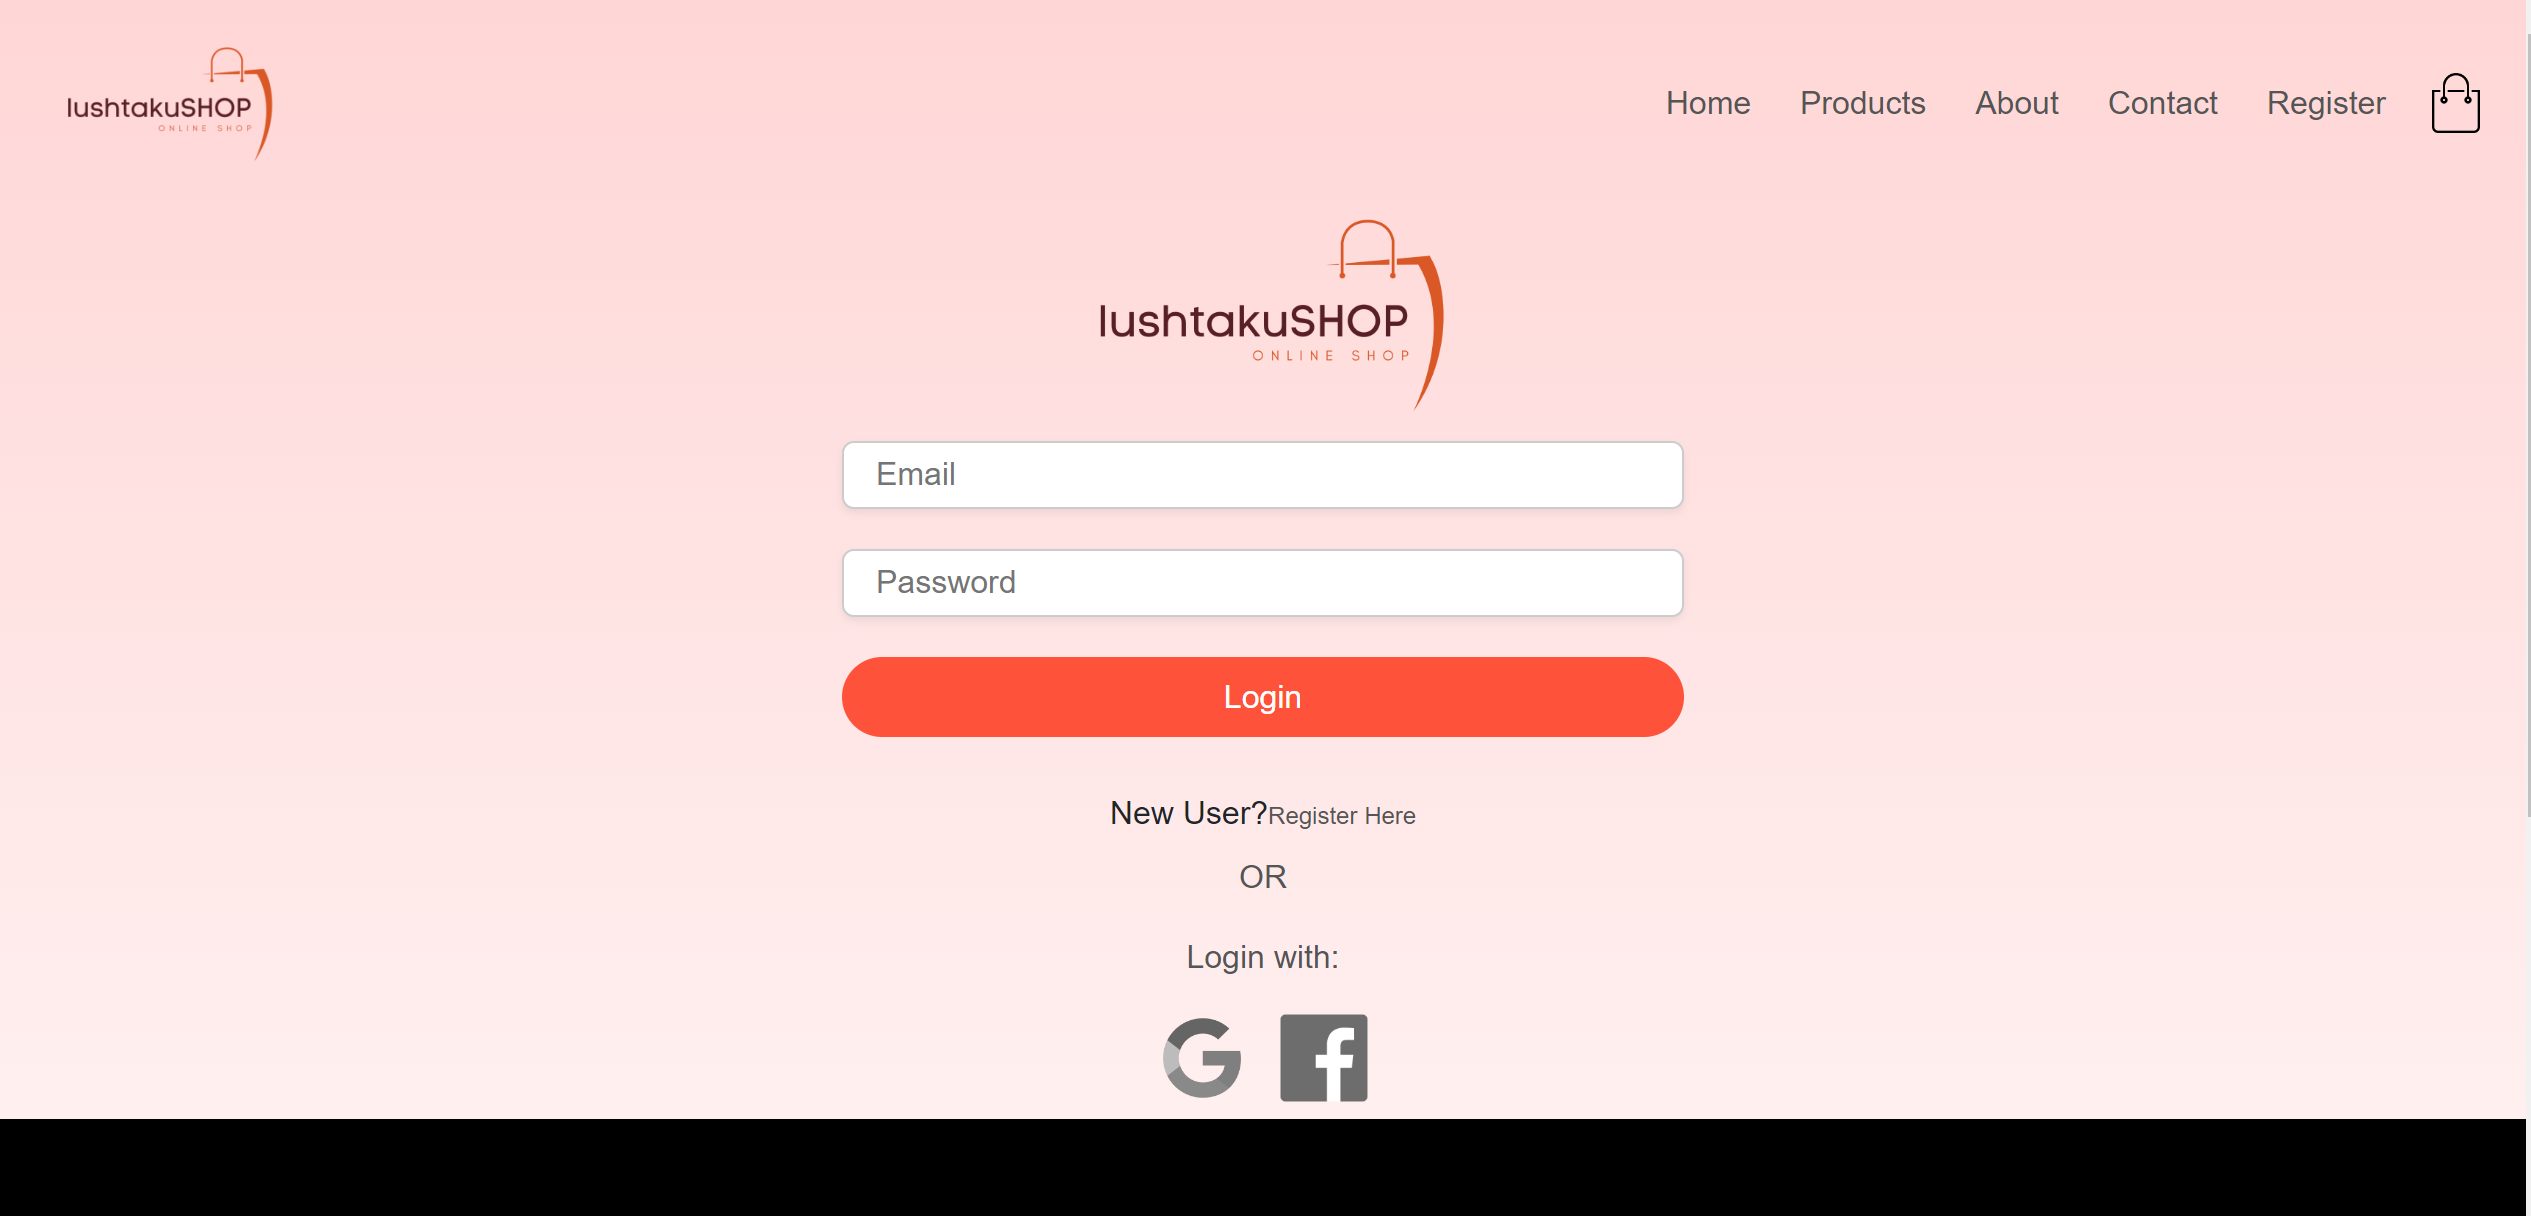 lushtakuSHOP
ONLINE SHOP
Home Products About Contact Register
lushtakuSHOP
ONLINE SHOP
Email
Password
Login
New User?Register Here
OR
Login with:
G f